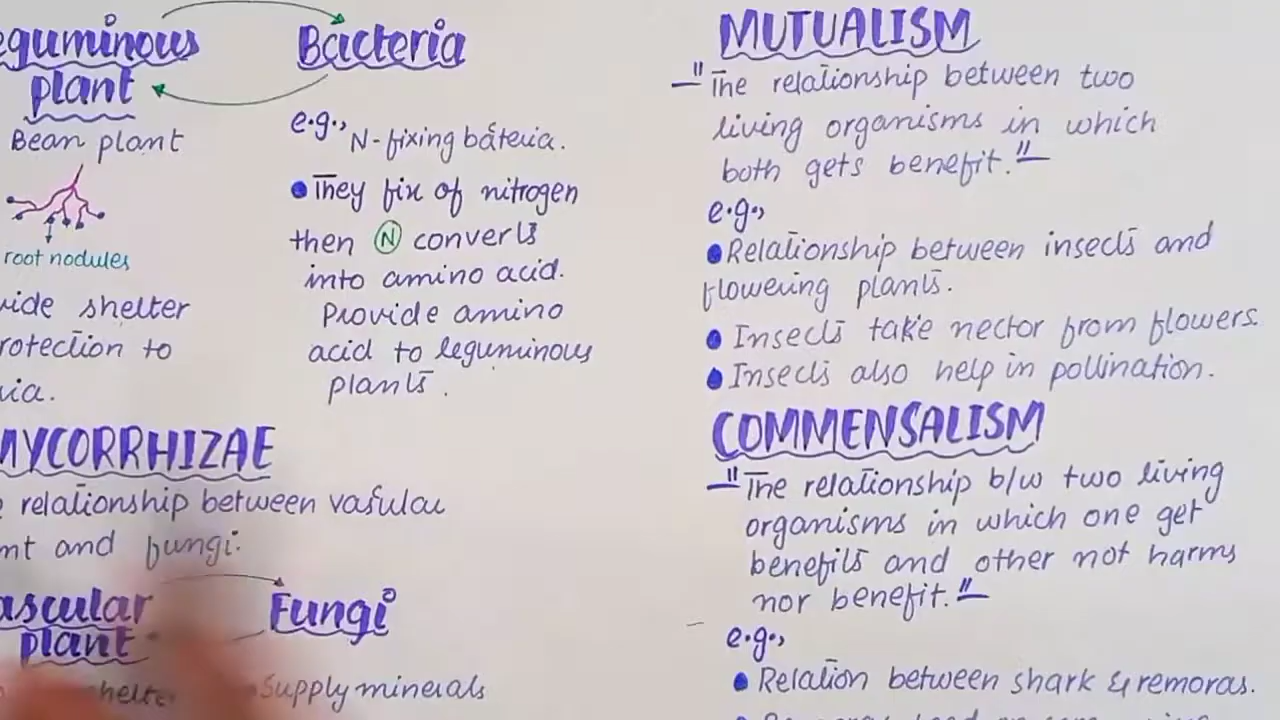 eguminous
plant
Bean plant
root nodules
vide shelter
rotection to
ria.
Bacteria
e.g., N-fixing bateria.
• They fix of nitrogen
then N converts
into amino acid.
Provide amino
acid to leguminous
plants.
MYCORRHIZAE
relationship between vasular
nt and fungi.
ascular
plant
shelter
Fungi
Supply minerals
MUTUALISM
"The relationship between two
living organisms in which
both gets benefit."
e.g.,
• Relationship between insects and
flowering plants.
• Insects take nector from flowers.
• Insects also help in pollination.
COMMENSALISM
"The relationship b/w two living
organisms in which one get
benefits and other not harms
nor benefit."
e.g.,
• Relation between shark & remoras.